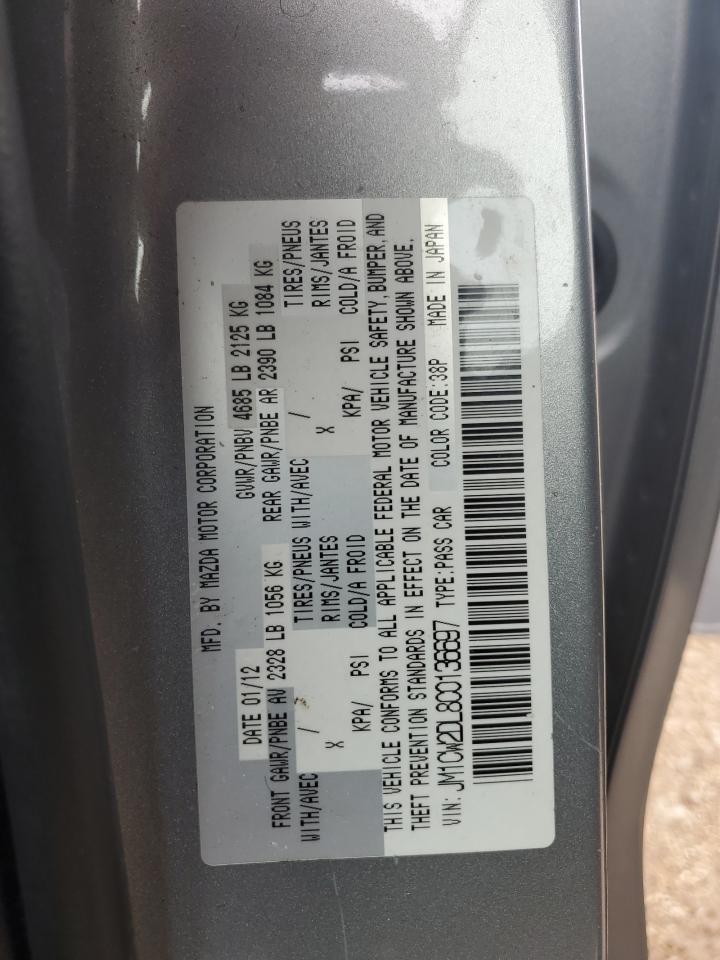 MFD. BY MAZDA MOTOR CORPORATION
DATE 01/12 GVWR/PNBV 4685 LB 2125 KG
FRONT GAWR/PNBE AV 2328 LB 1056 KG REAR GAWR/PNBE AR 2390 LB 1084 KG
WITH/AVEC / TIRES/PNEUS WITH/AVEC / TIRES/PNEUS
X RIMS/JANTES X RIMS/JANTES
KPA/ PSI COLD/A FROID KPA/ PSI COLD/A FROID
THIS VEHICLE CONFORMS TO ALL APPLICABLE FEDERAL MOTOR VEHICLE SAFETY, BUMPER, AND
THEFT PREVENTION STANDARDS IN EFFECT ON THE DATE OF MANUFACTURE SHOWN ABOVE.
VIN: JM1CW2DL8C0136697 TYPE:PASS CAR COLOR CODE:38P MADE IN JAPAN